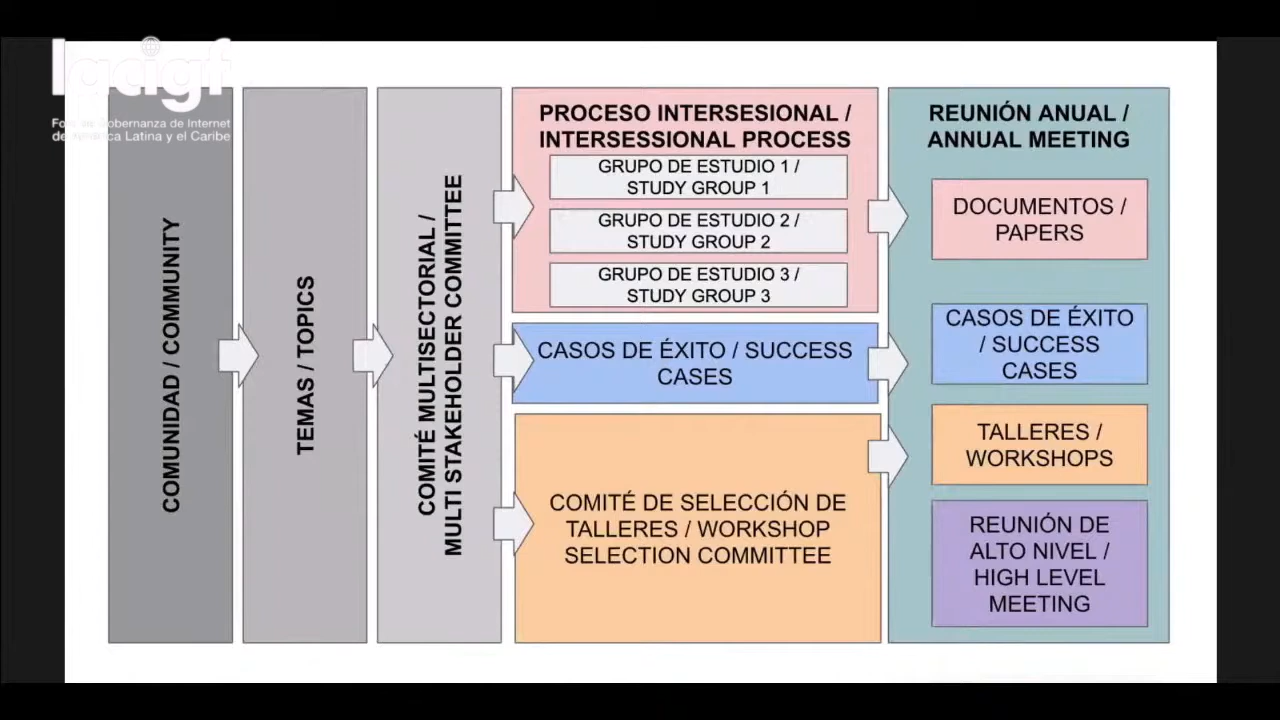 lacigf
Foro de Gobernanza de Internet
de América Latina y el Caribe
COMUNIDAD / COMMUNITY
TEMAS / TOPICS
COMITÉ MULTISECTORIAL /
MULTI STAKEHOLDER COMMITTEE
PROCESO INTERSESIONAL /
INTERSESSIONAL PROCESS
GRUPO DE ESTUDIO 1 /
STUDY GROUP 1
GRUPO DE ESTUDIO 2 /
STUDY GROUP 2
GRUPO DE ESTUDIO 3 /
STUDY GROUP 3
CASOS DE ÉXITO / SUCCESS
CASES
COMITÉ DE SELECCIÓN DE
TALLERES / WORKSHOP
SELECTION COMMITTEE
REUNIÓN ANUAL /
ANNUAL MEETING
DOCUMENTOS /
PAPERS
CASOS DE ÉXITO
/ SUCCESS
CASES
TALLERES /
WORKSHOPS
REUNIÓN DE
ALTO NIVEL /
HIGH LEVEL
MEETING